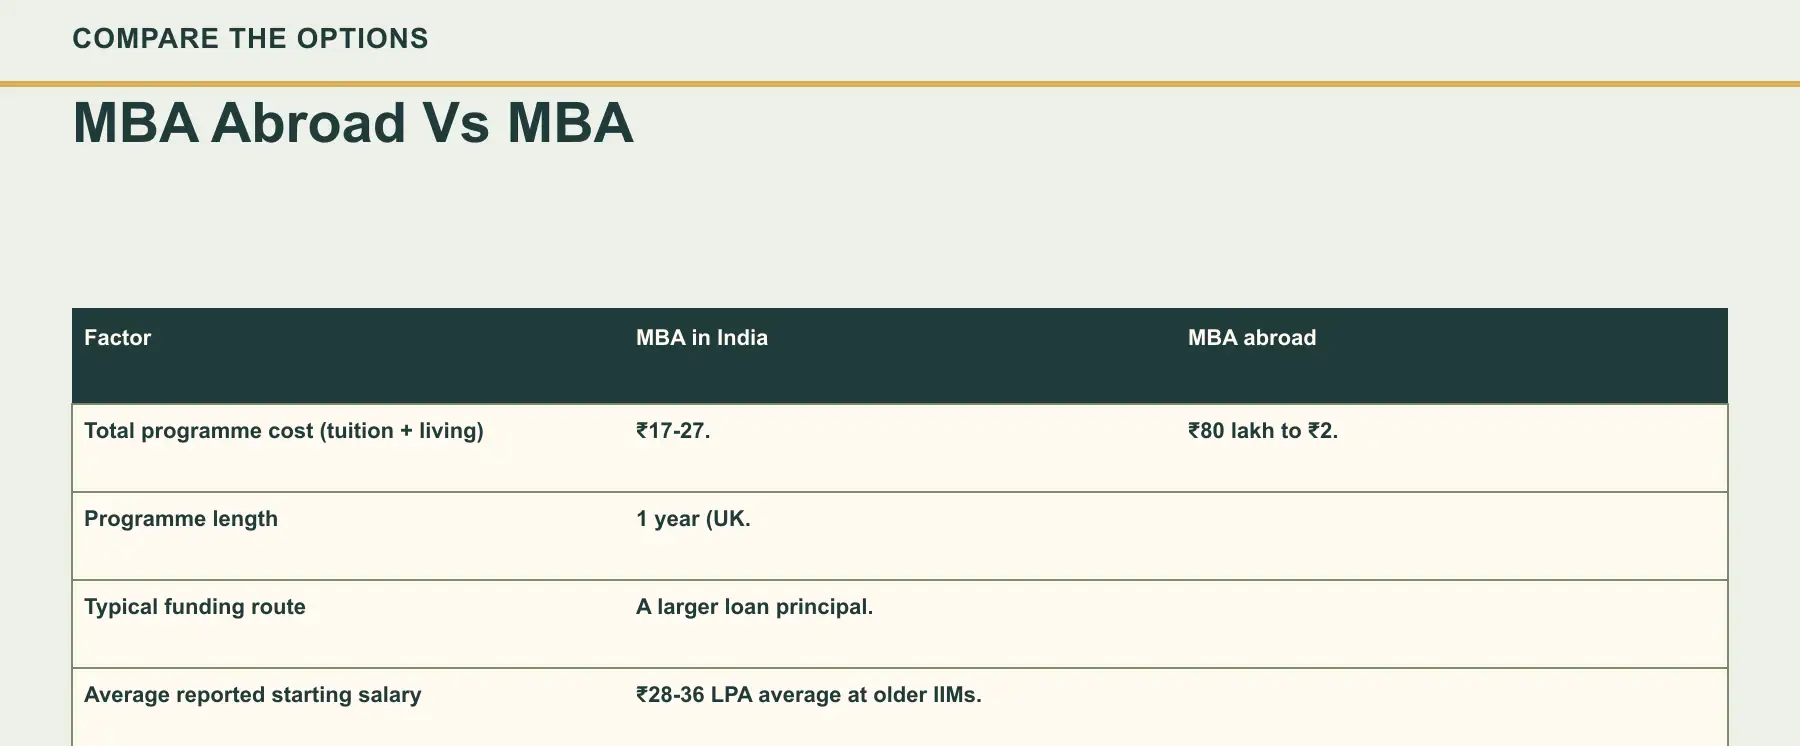 COMPARE THE OPTIONS
MBA Abroad Vs MBA
Factor MBA in India MBA abroad
Total programme cost (tuition + living) ₹17-27. ₹80 lakh to ₹2.
Programme length 1 year (UK.
Typical funding route A larger loan principal.
Average reported starting salary ₹28-36 LPA average at older IIMs.